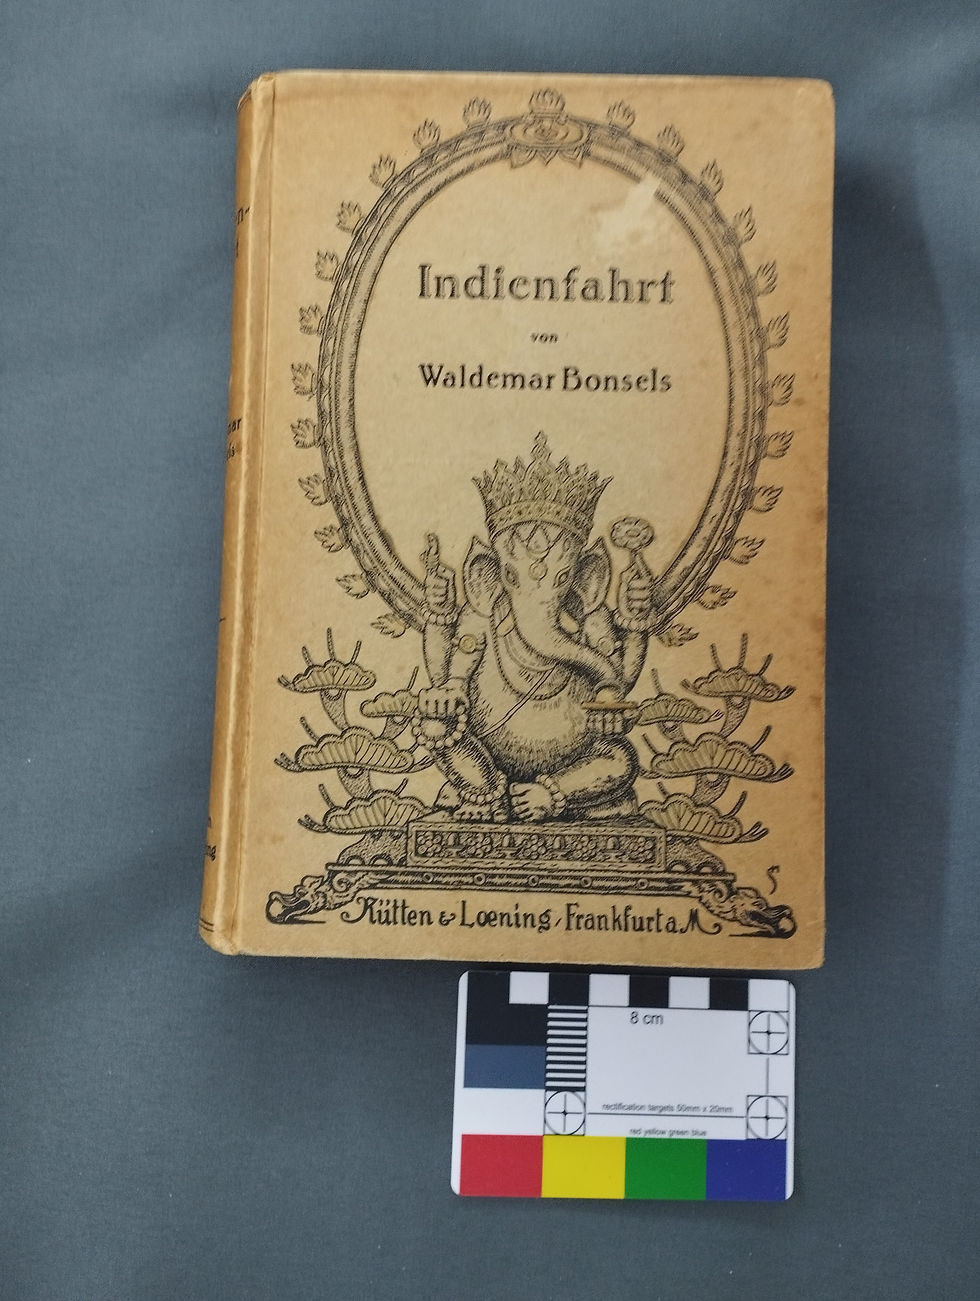 Indienfahrt
von
Waldemar Bonsels
Rütten & Loening, Frankfurt a. M
8 cm
rectification targets 50mm x 20mm
red yellow green blue